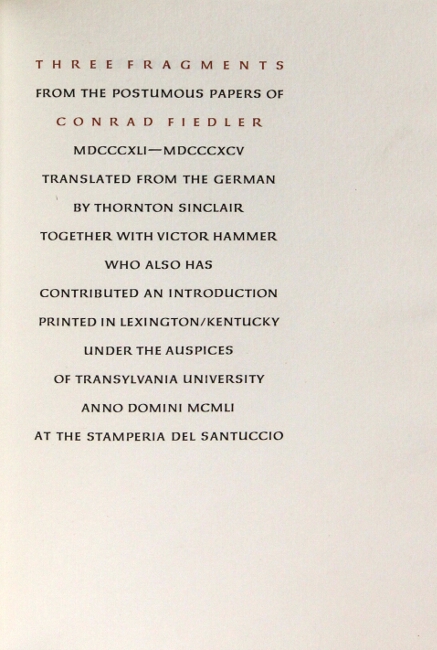 THREE FRAGMENTS
FROM THE POSTUMOUS PAPERS OF
CONRAD FIEDLER
MDCCCXLI—MDCCCXCV
TRANSLATED FROM THE GERMAN
BY THORNTON SINCLAIR
TOGETHER WITH VICTOR HAMMER
WHO ALSO HAS
CONTRIBUTED AN INTRODUCTION
PRINTED IN LEXINGTON/KENTUCKY
UNDER THE AUSPICES
OF TRANSYLVANIA UNIVERSITY
ANNO DOMINI MCMLI
AT THE STAMPERIA DEL SANTUCCIO